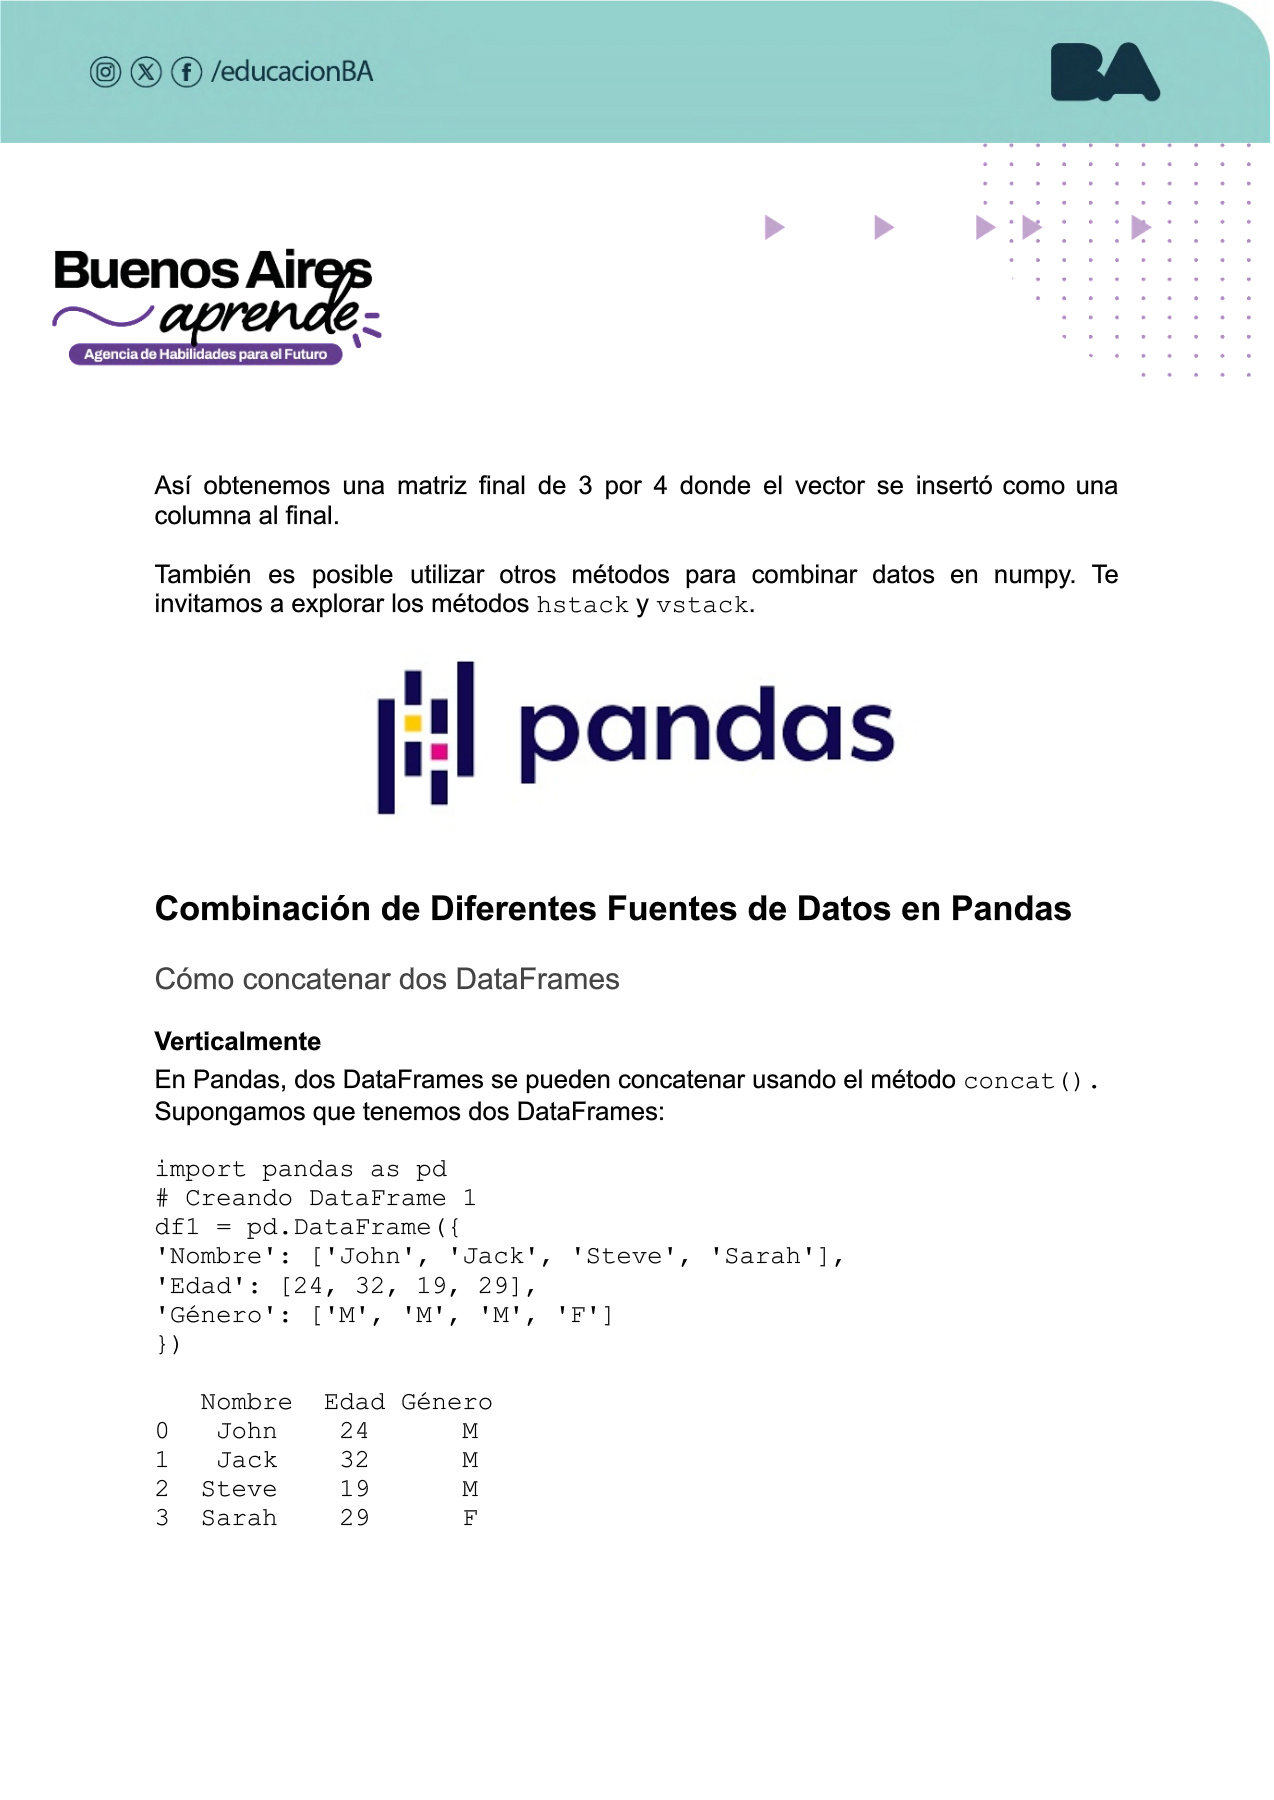 /educacionBA
BA
Buenos Aires
aprende
Agencia de Habilidades para el Futuro
Así obtenemos una matriz final de 3 por 4 donde el vector se insertó como una
columna al final.
También es posible utilizar otros métodos para combinar datos en numpy. Te
invitamos a explorar los métodos hstack y vstack.
pandas
Combinación de Diferentes Fuentes de Datos en Pandas
Cómo concatenar dos DataFrames
Verticalmente
En Pandas, dos DataFrames se pueden concatenar usando el método concat().
Supongamos que tenemos dos DataFrames:
import pandas as pd
# Creando DataFrame 1
df1 = pd.DataFrame({
'Nombre': ['John', 'Jack', 'Steve', 'Sarah'],
'Edad': [24, 32, 19, 29],
'Género': ['M', 'M', 'M', 'F']
})
   Nombre  Edad Género
0   John    24      M
1   Jack    32      M
2  Steve    19      M
3  Sarah    29      F